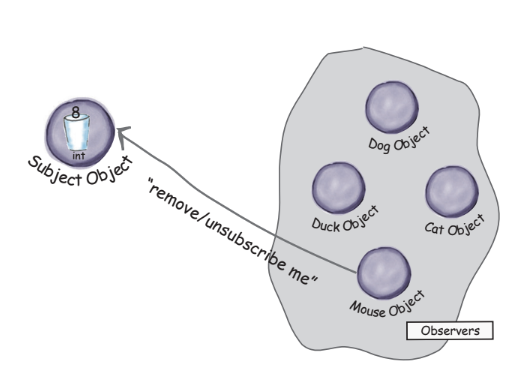 8
int
Subject Object
"remove/unsubscribe me"
Dog Object
Duck Object
Cat Object
Mouse Object
Observers